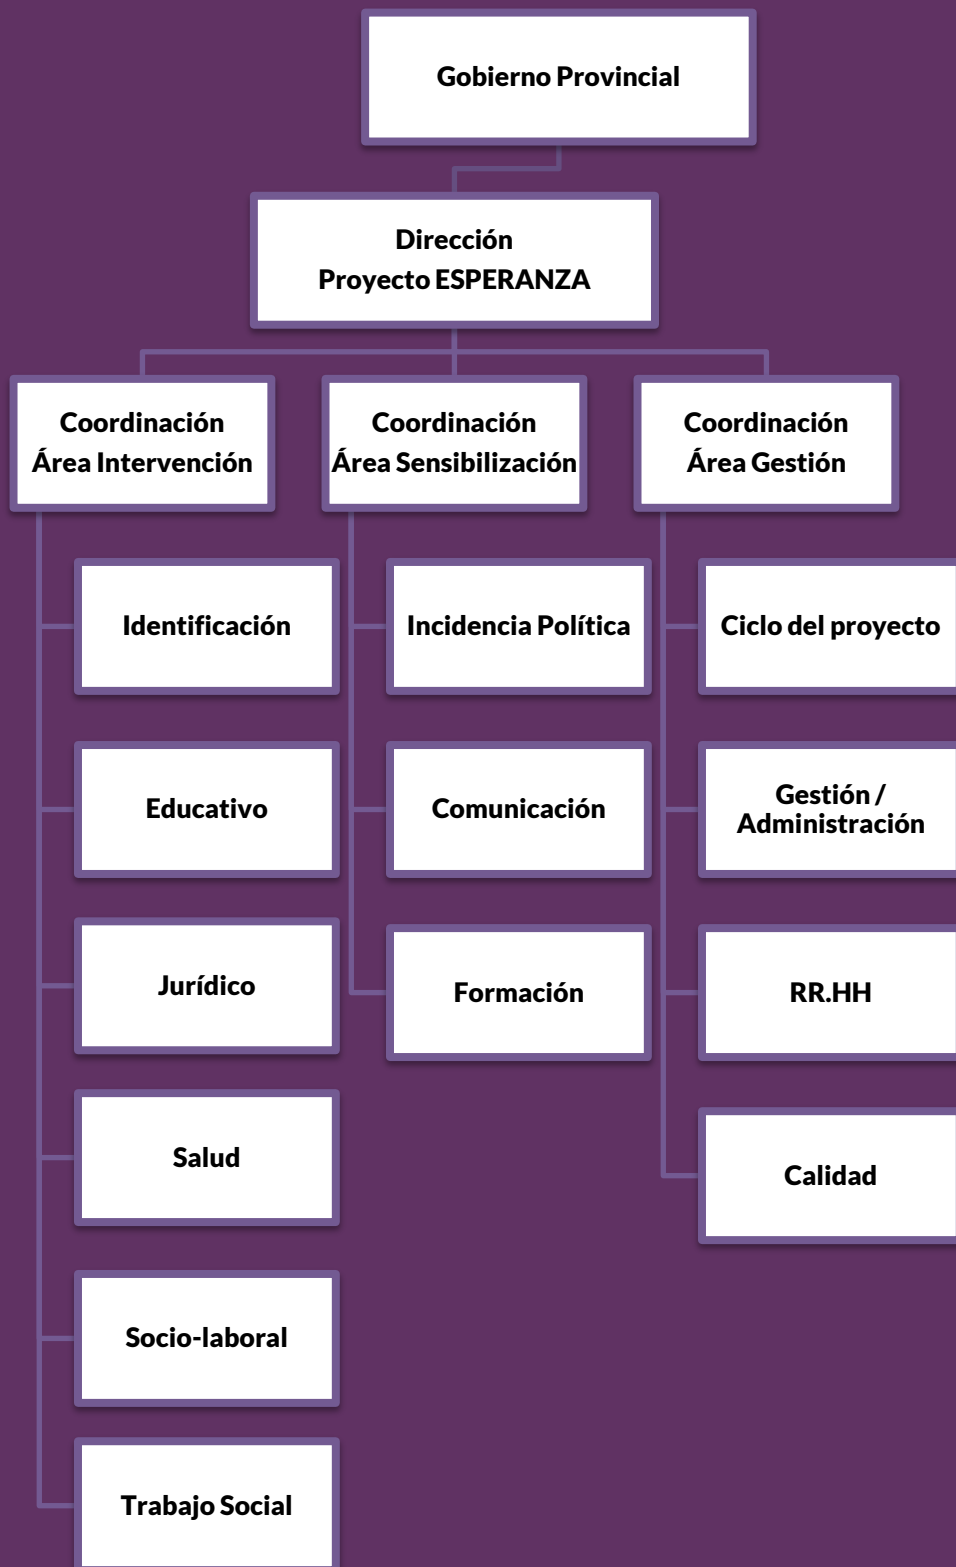 Gobierno Provincial
Dirección
Proyecto ESPERANZA
Coordinación
Área Intervención
Identificación
Educativo
Jurídico
Salud
Socio-laboral
Trabajo Social
Coordinación
Área Sensibilización
Incidencia Política
Comunicación
Formación
Coordinación
Área Gestión
Ciclo del proyecto
Gestión /
Administración
RR.HH
Calidad